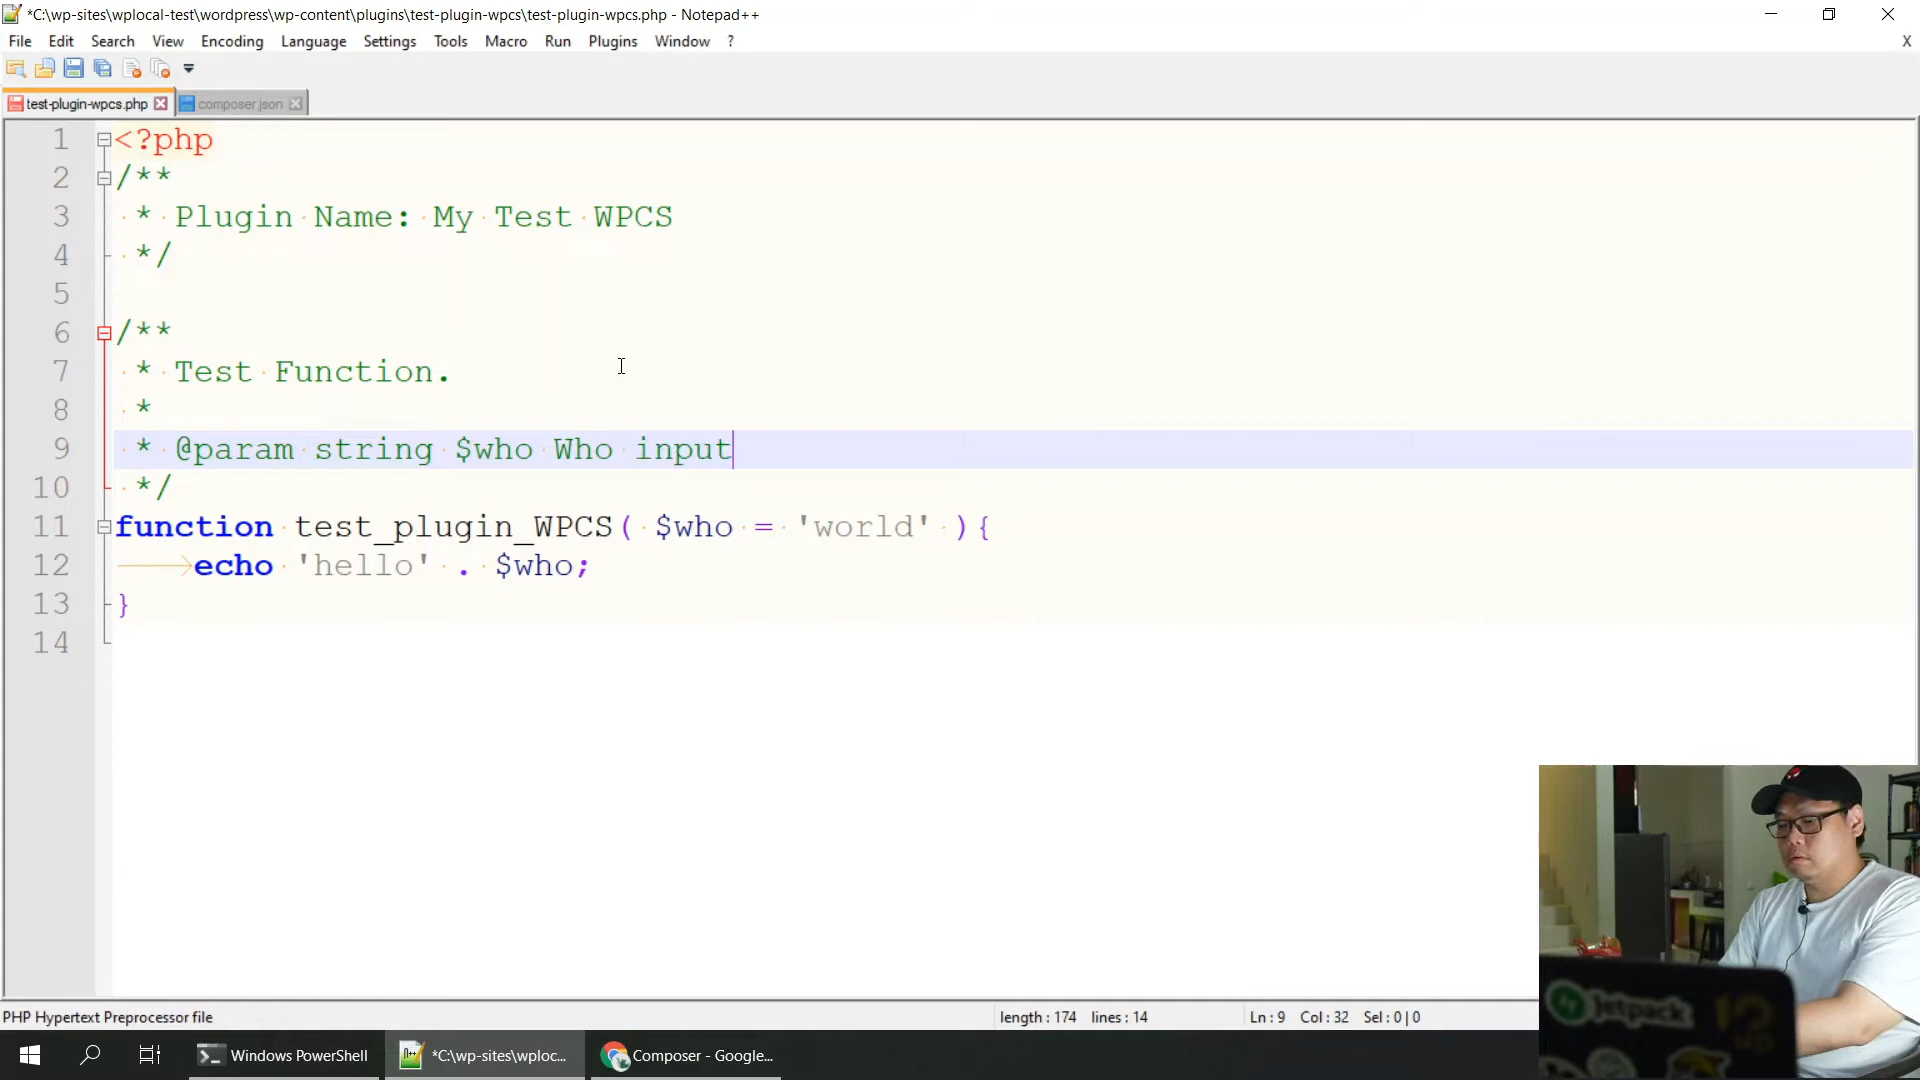 *C:\wp-sites\wplocal-test\wordpress\wp-content\plugins\test-plugin-wpcs\test-plugin-wpcs.php - Notepad++
File Edit Search View Encoding Language Settings Tools Macro Run Plugins Window ?
X
test-plugin-wpcs.php composer.json
1 <?php
2 /**
3 * Plugin Name: My Test WPCS
4 */
5
6 /**
7 * Test Function.
8 *
9 * @param string $who Who input
10 */
11 function test_plugin_WPCS( $who = 'world' ){
12 echo 'hello' . $who;
13 }
14
PHP Hypertext Preprocessor file length : 174 lines : 14 Ln : 9 Col : 32 Sel : 0 | 0
Jetpack
Windows PowerShell *C:\wp-sites\wploc... Composer - Google...